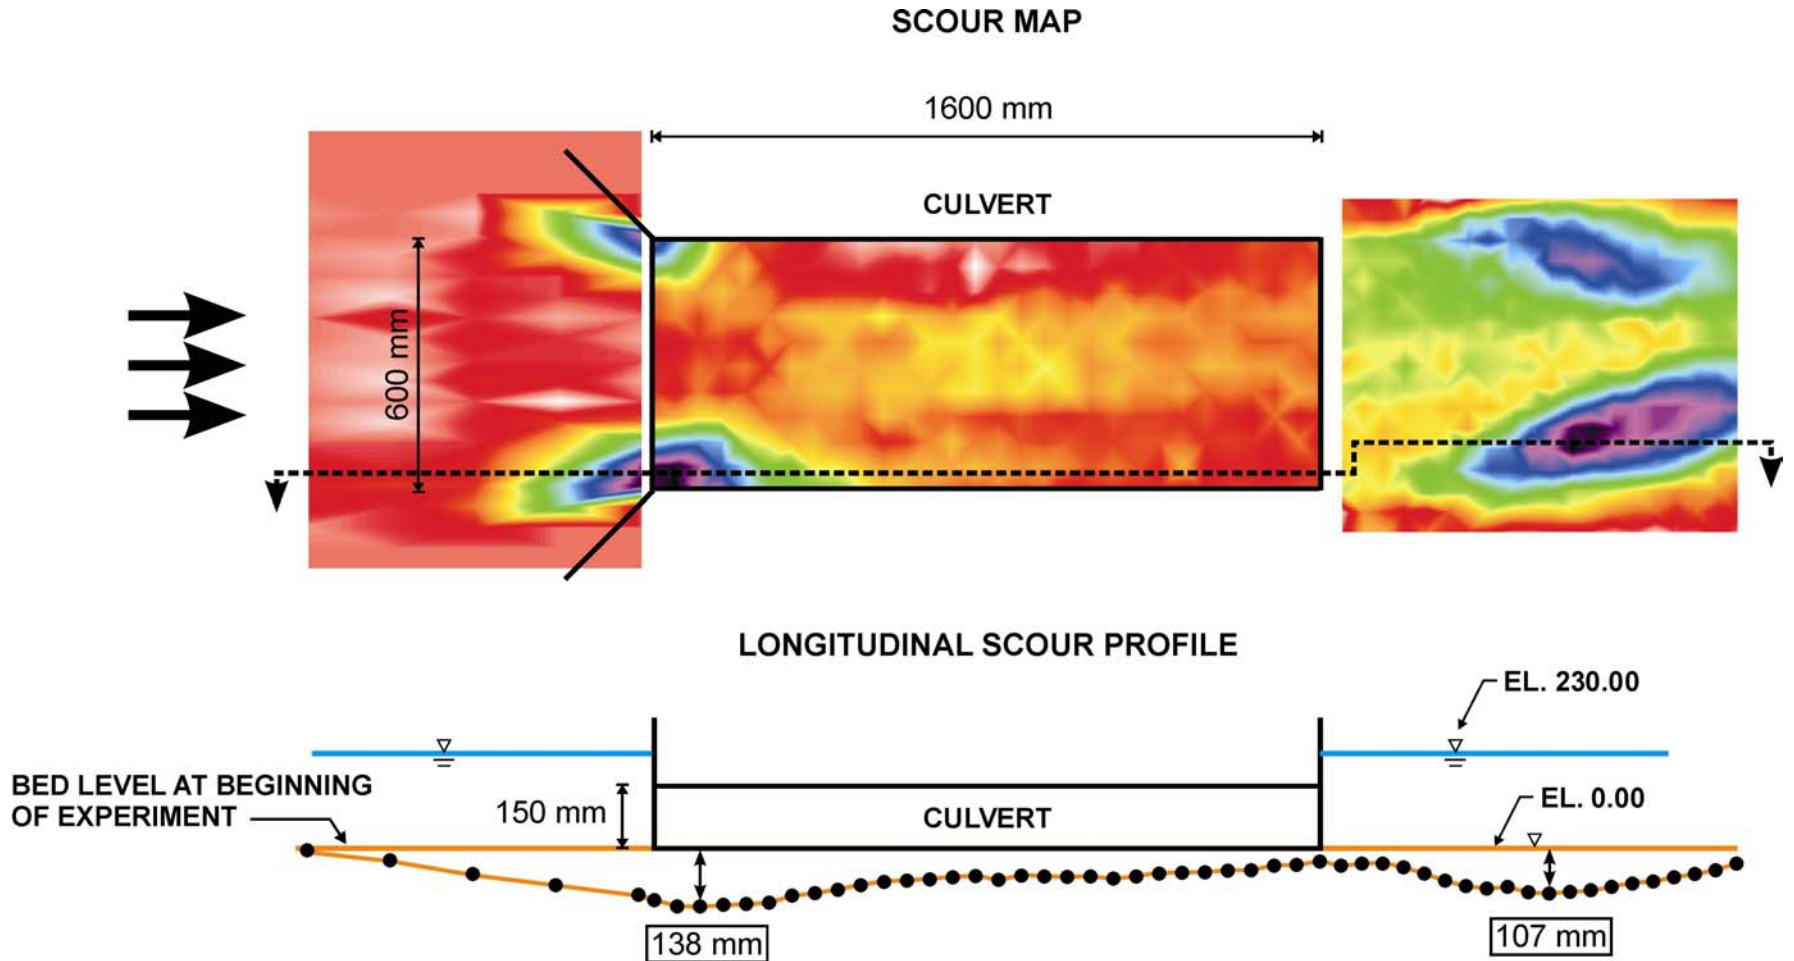 SCOUR MAP
1600 mm
CULVERT
600 mm
LONGITUDINAL SCOUR PROFILE
EL. 230.00
BED LEVEL AT BEGINNING
OF EXPERIMENT
150 mm
CULVERT
EL. 0.00
138 mm
107 mm